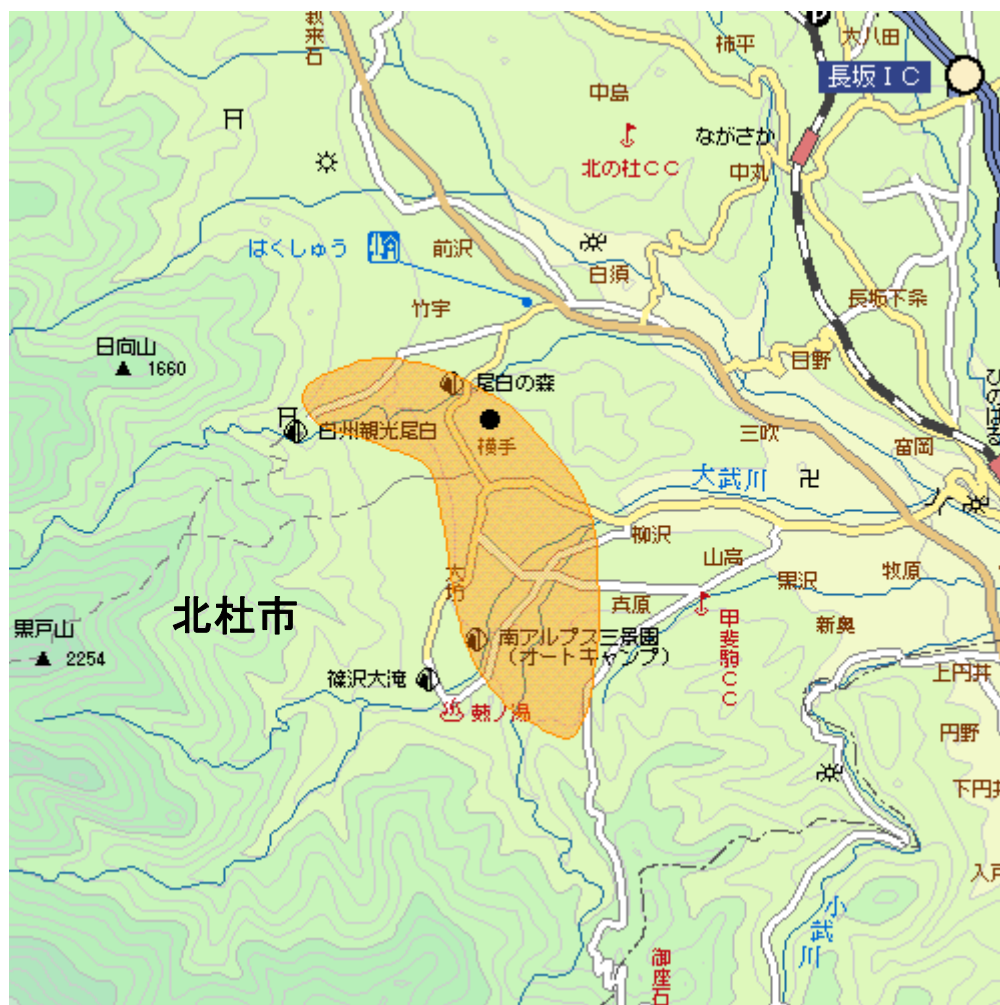 教来石
柿平
大八田
長坂ＩＣ
中島
ながさか
北の杜ＣＣ
中丸
はくしゅう
前沢
白須
竹宇
長坂下条
日向山
1660
日野
尾白の森
白州観光尾白
横手
三吹
富岡
大武川
柳沢
山高
黒沢
牧原
大坊
真原
北杜市
黒戸山
2254
南アルプス三景園
（オートキャンプ）
甲斐駒ＣＣ
新奥
上円井
篠沢大滝
薮ノ湯
円野
下円井
入戸
小武川
御座石